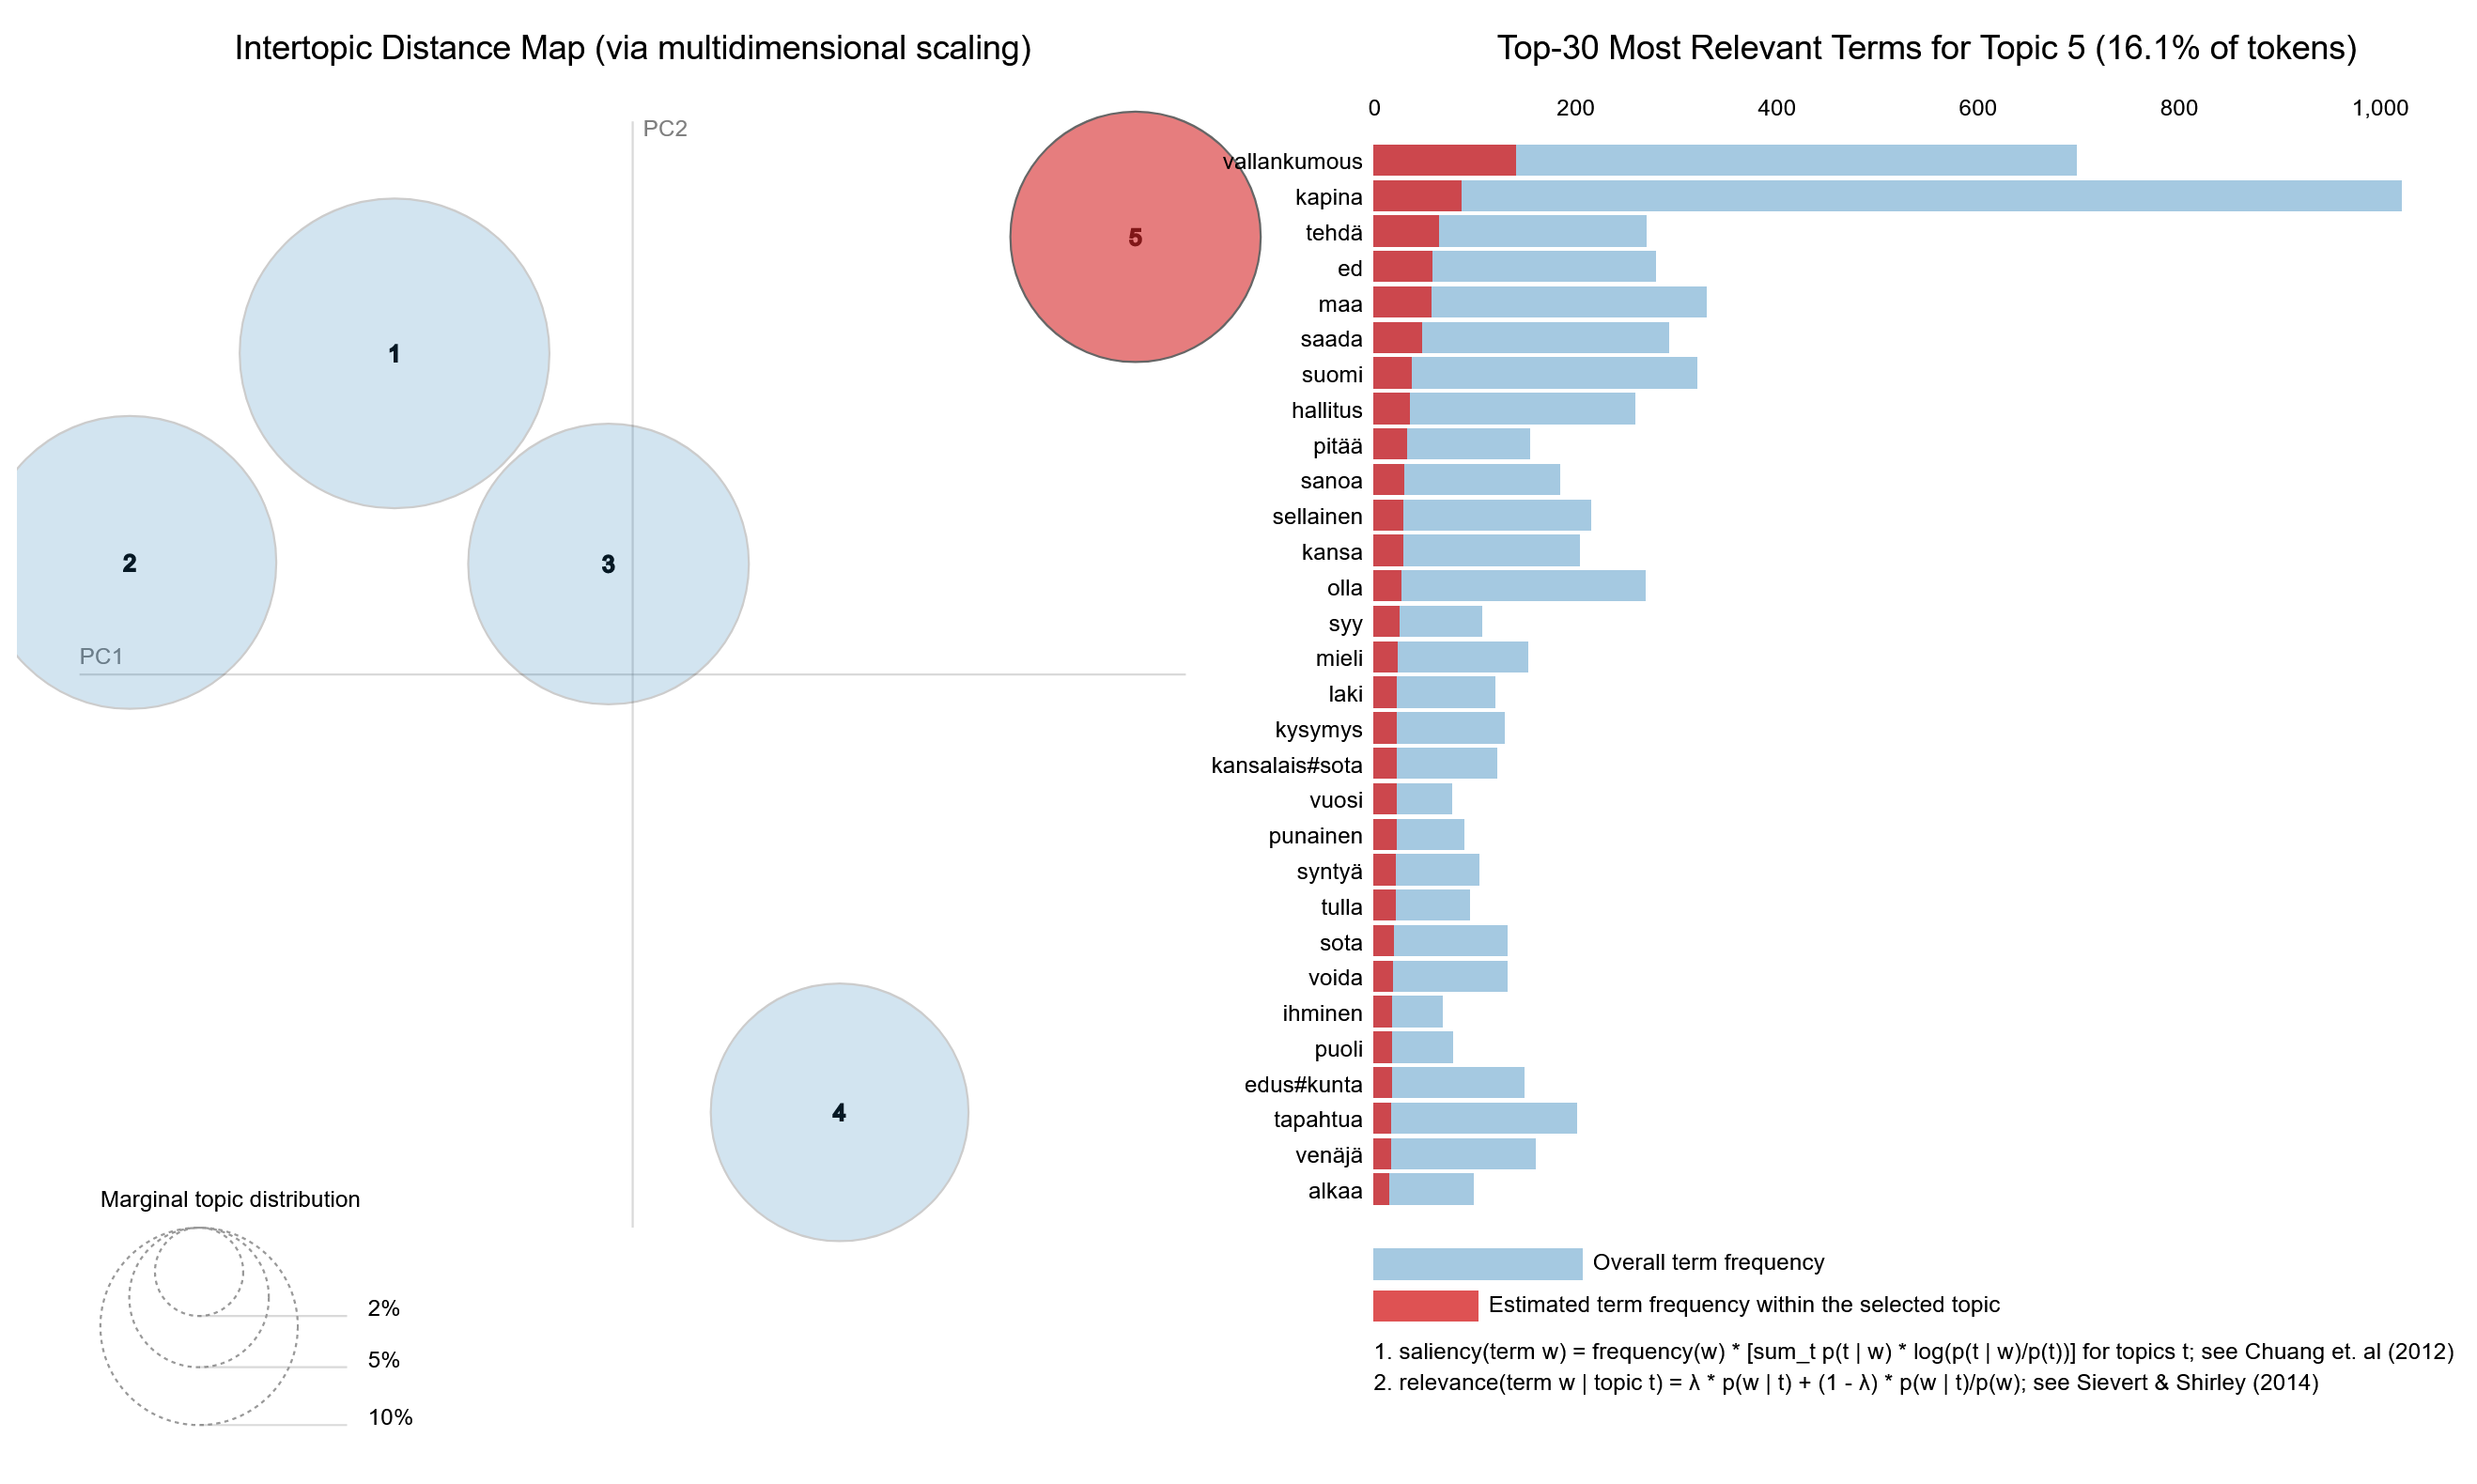 Intertopic Distance Map (via multidimensional scaling)
PC2
5
1
2
3
PC1
4
Marginal topic distribution
2%
5%
10%
Top-30 Most Relevant Terms for Topic 5 (16.1% of tokens)
0 200 400 600 800 1,000
vallankumous
kapina
tehdä
ed
maa
saada
suomi
hallitus
pitää
sanoa
sellainen
kansa
olla
syy
mieli
laki
kysymys
kansalais#sota
vuosi
punainen
syntyä
tulla
sota
voida
ihminen
puoli
edus#kunta
tapahtua
venäjä
alkaa
Overall term frequency
Estimated term frequency within the selected topic
1. saliency(term w) = frequency(w) * [sum_t p(t | w) * log(p(t | w)/p(t))] for topics t; see Chuang et. al (2012)
2. relevance(term w | topic t) = λ * p(w | t) + (1 - λ) * p(w | t)/p(w); see Sievert & Shirley (2014)